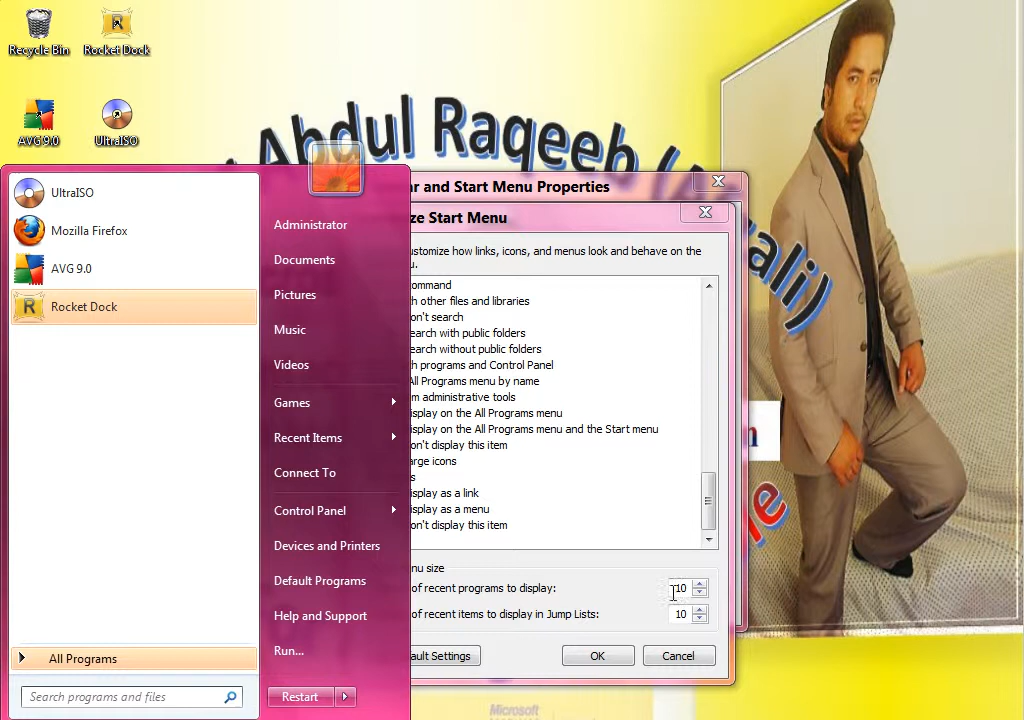 Recycle Bin
Rocket Dock
AVG 9.0
UltraISO
Abdul Raqeeb
ali)
e
UltraISO
Mozilla Firefox
AVG 9.0
Rocket Dock
All Programs
Search programs and files
Administrator
Documents
Pictures
Music
Videos
Games
Recent Items
Connect To
Control Panel
Devices and Printers
Default Programs
Help and Support
Run...
Restart
ar and Start Menu Properties
ze Start Menu
ustomize how links, icons, and menus look and behave on the
u.
ommand
h other files and libraries
on't search
earch with public folders
earch without public folders
h programs and Control Panel
All Programs menu by name
m administrative tools
isplay on the All Programs menu
isplay on the All Programs menu and the Start menu
on't display this item
arge icons
s
isplay as a link
isplay as a menu
on't display this item
nu size
of recent programs to display:
10
of recent items to display in Jump Lists:
10
ault Settings
OK
Cancel
Microsoft